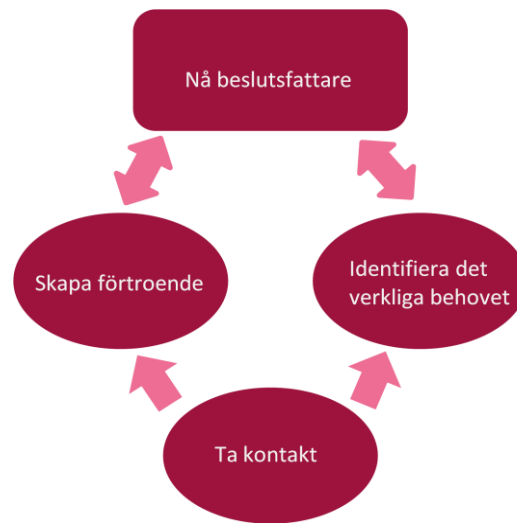 Nå beslutsfattare
Skapa förtroende
Identifiera det
verkliga behovet
Ta kontakt